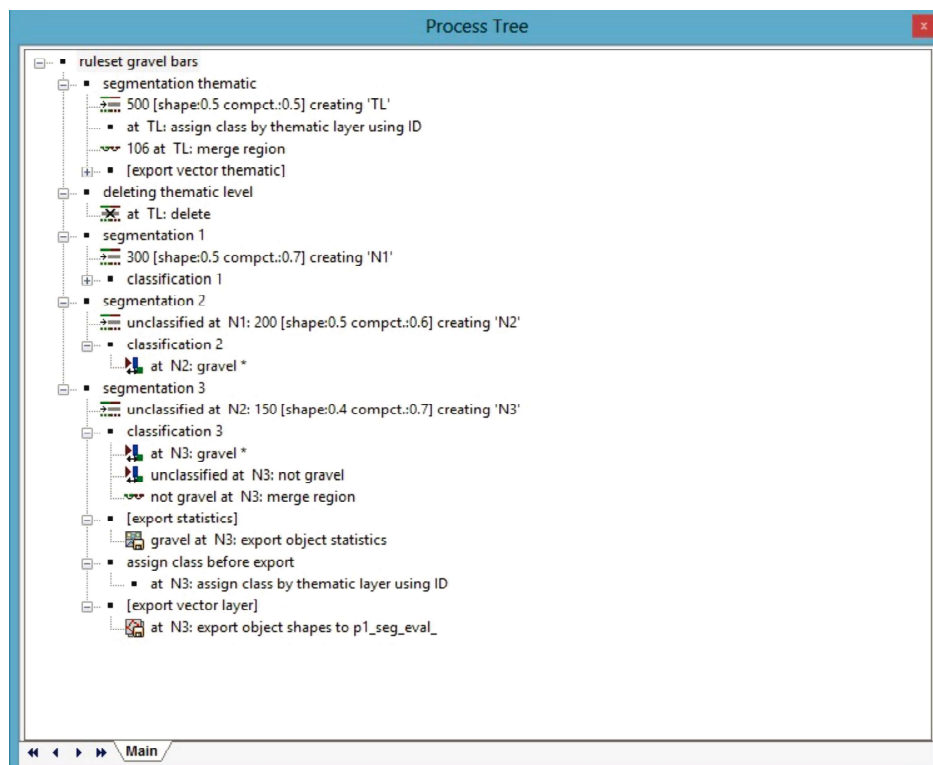 Process Tree
x
ruleset gravel bars
segmentation thematic
500 [shape:0.5 compct.:0.5] creating 'TL'
at TL: assign class by thematic layer using ID
106 at TL: merge region
[export vector thematic]
deleting thematic level
at TL: delete
segmentation 1
300 [shape:0.5 compct.:0.7] creating 'N1'
classification 1
segmentation 2
unclassified at N1: 200 [shape:0.5 compct.:0.6] creating 'N2'
classification 2
at N2: gravel *
segmentation 3
unclassified at N2: 150 [shape:0.4 compct.:0.7] creating 'N3'
classification 3
at N3: gravel *
unclassified at N3: not gravel
not gravel at N3: merge region
[export statistics]
gravel at N3: export object statistics
assign class before export
at N3: assign class by thematic layer using ID
[export vector layer]
at N3: export object shapes to p1_seg_eval_
Main